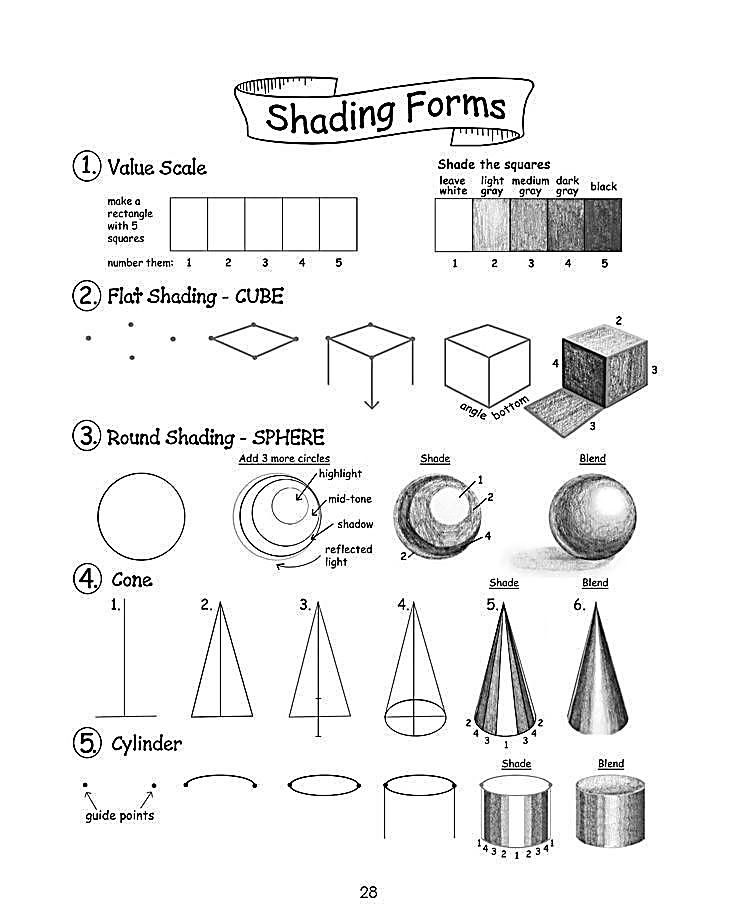 Shading Forms
1. Value Scale
make a
rectangle
with 5
squares
number them: 1 2 3 4 5
Shade the squares
leave white
light gray
medium gray
dark gray
black
1 2 3 4 5
2. Flat Shading - CUBE
angle bottom
2
4
3
3
3. Round Shading - SPHERE
Add 3 more circles
highlight
mid-tone
shadow
reflected
light
Shade
1
2
4
2
Blend
4. Cone
1. 2. 3. 4. 5. 6.
Shade
Blend
2 4 3 1 3 4 2
5. Cylinder
guide points
Shade
Blend
1 4 3 2 1 2 3 4 1
28